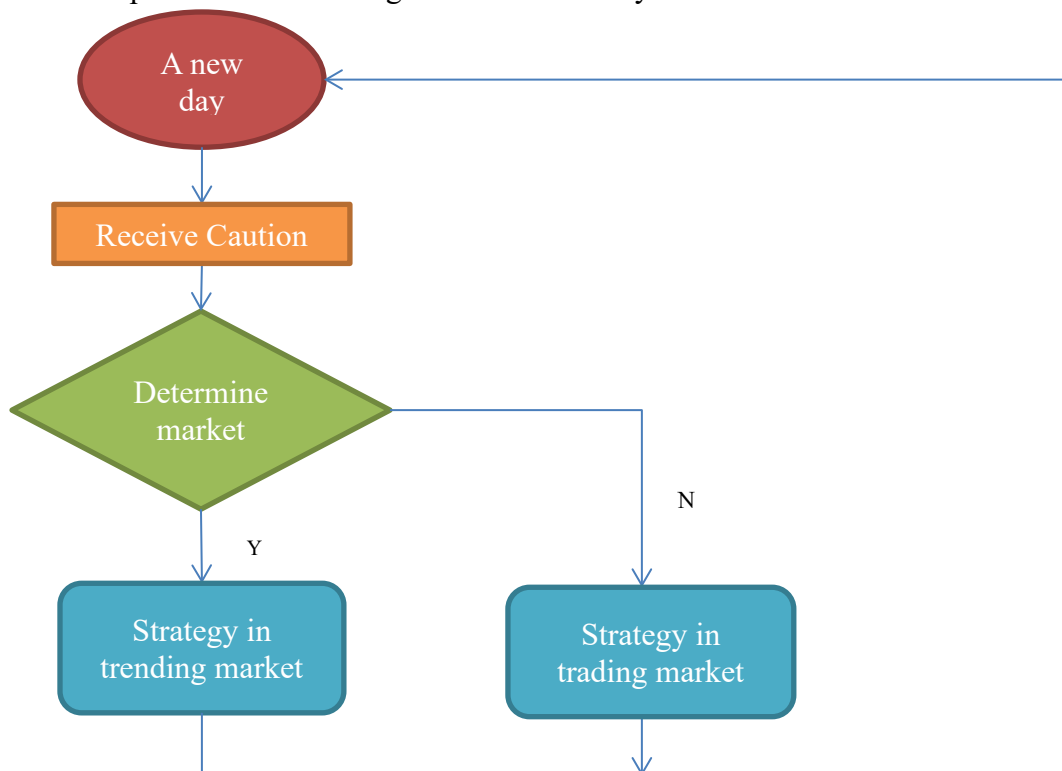 A new
day
Receive Caution
Determine
market
N
Y
Strategy in
trending market
Strategy in
trading market